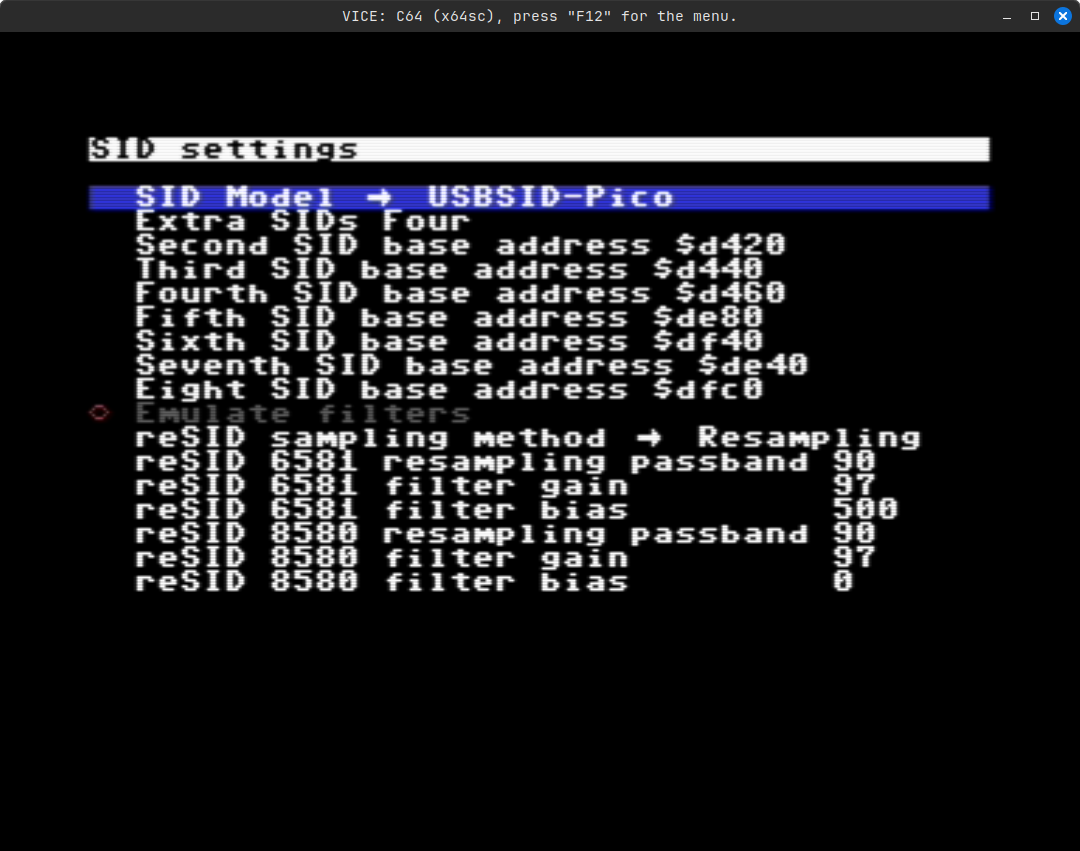 VICE: C64 (x64sc), press "F12" for the menu.
SID settings
SID Model → USBSID-Pico
Extra SIDs Four
Second SID base address $d420
Third SID base address $d440
Fourth SID base address $d460
Fifth SID base address $de80
Sixth SID base address $df40
Seventh SID base address $de40
Eight SID base address $dfc0
Emulate filters
reSID sampling method → Resampling
reSID 6581 resampling passband 90
reSID 6581 filter gain 97
reSID 6581 filter bias 500
reSID 8580 resampling passband 90
reSID 8580 filter gain 97
reSID 8580 filter bias 0